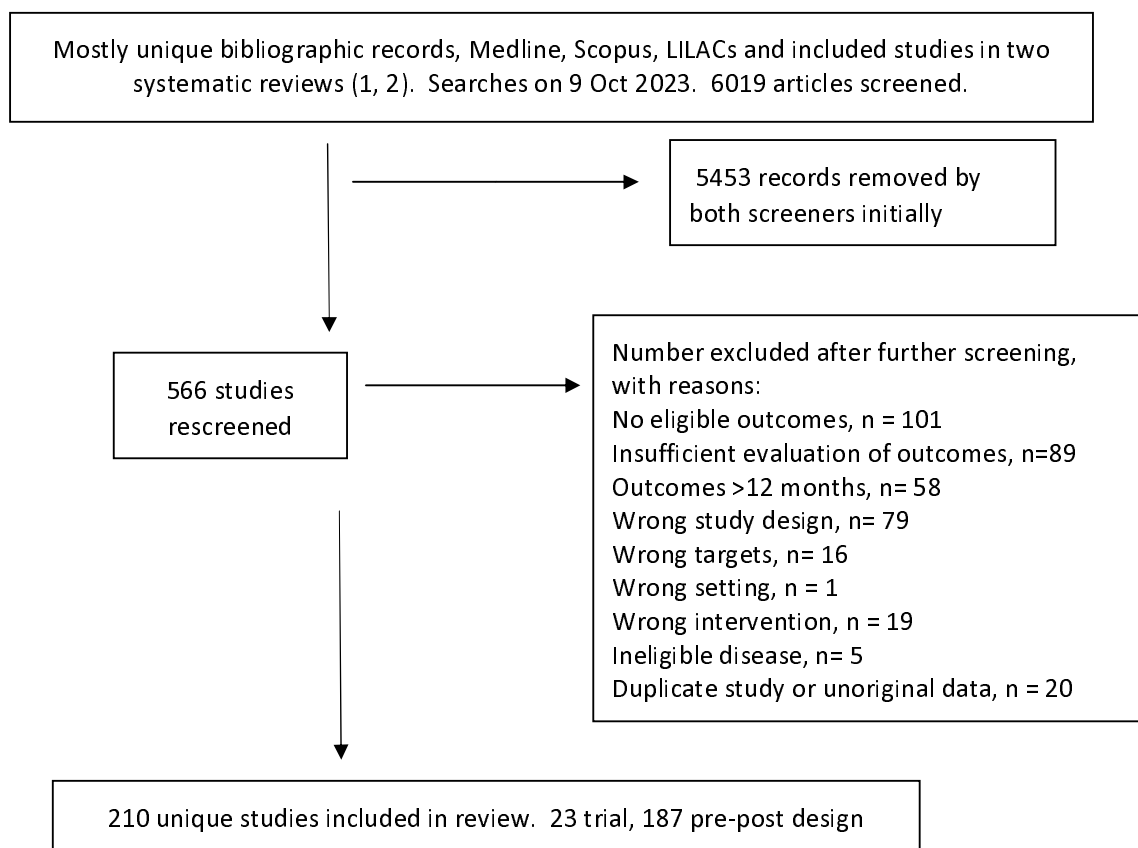 Mostly unique bibliographic records, Medline, Scopus, LILACs and included studies in two
systematic reviews (1, 2).  Searches on 9 Oct 2023.  6019 articles screened.
5453 records removed by
both screeners initially
566 studies
rescreened
Number excluded after further screening,
with reasons:
No eligible outcomes, n = 101
Insufficient evaluation of outcomes, n=89
Outcomes >12 months, n= 58
Wrong study design, n= 79
Wrong targets, n= 16
Wrong setting, n = 1
Wrong intervention, n = 19
Ineligible disease, n= 5
Duplicate study or unoriginal data, n = 20
210 unique studies included in review.  23 trial, 187 pre-post design